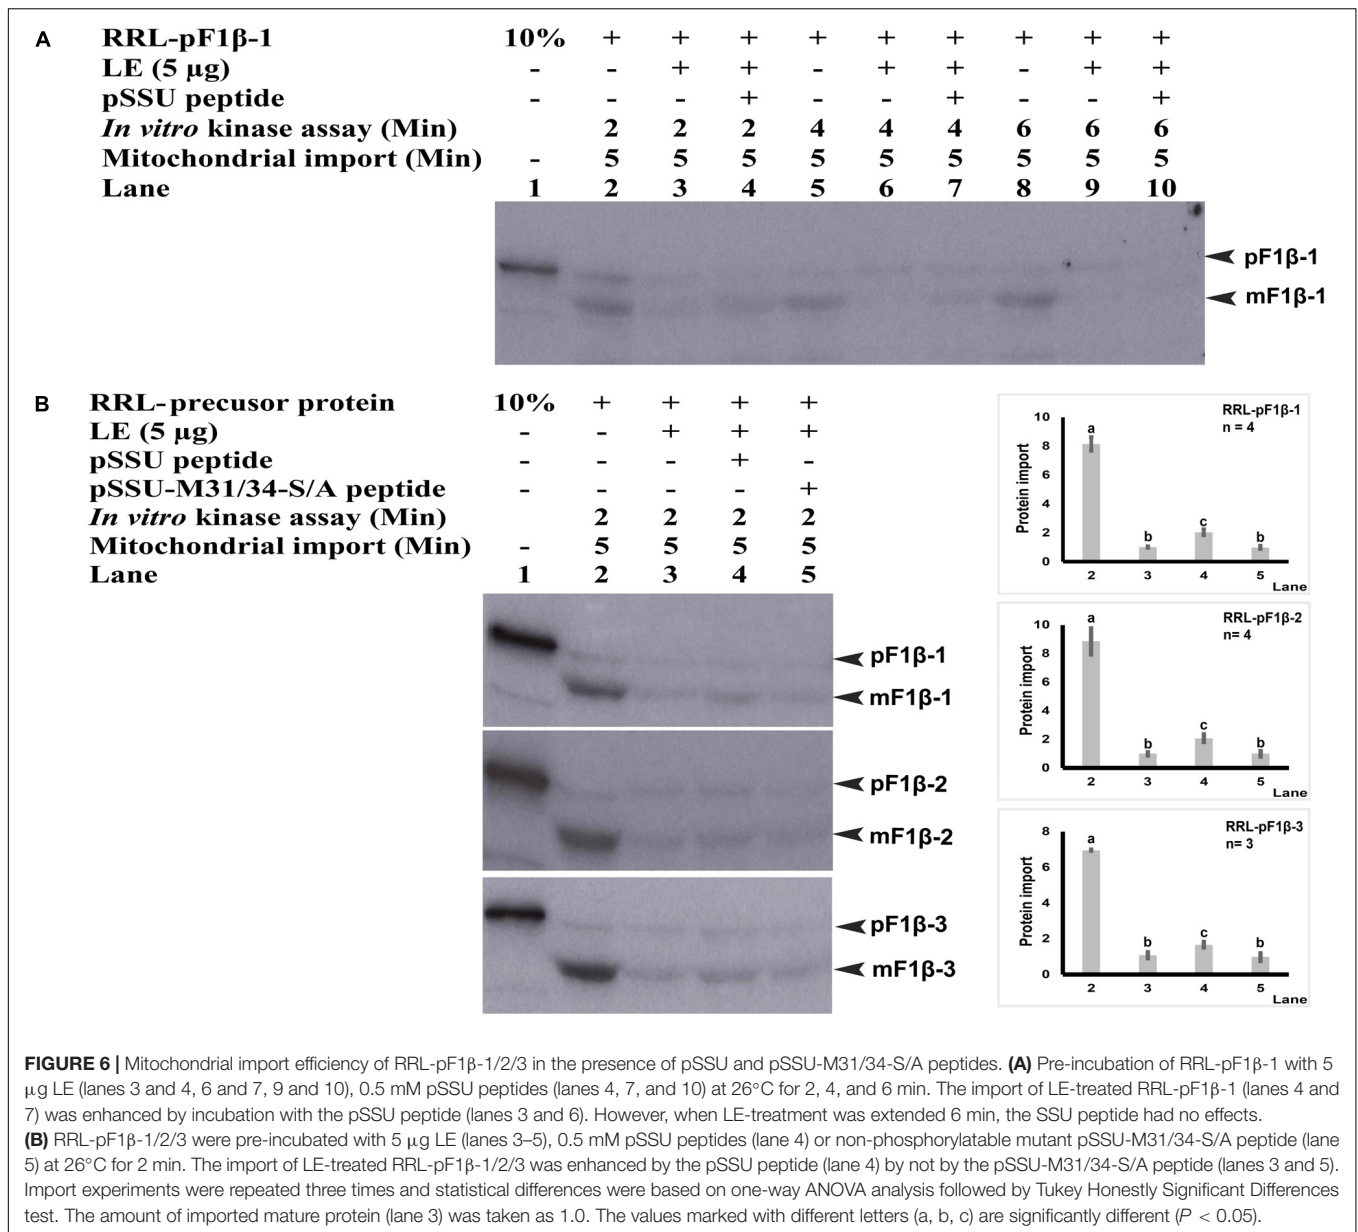 A
RRL-pF1β-1 10% + + + + + + + + +
LE (5 µg) - - + + - + + - + +
pSSU peptide - - - + - - + - - +
In vitro kinase assay (Min) 2 2 2 4 4 4 6 6 6
Mitochondrial import (Min) - 5 5 5 5 5 5 5 5 5
Lane 1 2 3 4 5 6 7 8 9 10
pF1β-1
mF1β-1
B
RRL-precusor protein 10% + + + +
LE (5 µg) - - + + +
pSSU peptide - - - + -
pSSU-M31/34-S/A peptide - - - - +
In vitro kinase assay (Min) 2 2 2 2
Mitochondrial import (Min) - 5 5 5 5
Lane 1 2 3 4 5
pF1β-1
mF1β-1
pF1β-2
mF1β-2
pF1β-3
mF1β-3
RRL-pF1β-1
n = 4
Protein import
10
8
6
4
2
0
a b c b
2 3 4 5
Lane
RRL-pF1β-2
n= 4
Protein import
10
8
6
4
2
0
a b c b
2 3 4 5
Lane
RRL-pF1β-3
n= 3
Protein import
8
6
4
2
0
a b c b
2 3 4 5
Lane
FIGURE 6 | Mitochondrial import efficiency of RRL-pF1β-1/2/3 in the presence of pSSU and pSSU-M31/34-S/A peptides. (A) Pre-incubation of RRL-pF1β-1 with 5
µg LE (lanes 3 and 4, 6 and 7, 9 and 10), 0.5 mM pSSU peptides (lanes 4, 7, and 10) at 26°C for 2, 4, and 6 min. The import of LE-treated RRL-pF1β-1 (lanes 4 and
7) was enhanced by incubation with the pSSU peptide (lanes 3 and 6). However, when LE-treatment was extended 6 min, the SSU peptide had no effects.
(B) RRL-pF1β-1/2/3 were pre-incubated with 5 µg LE (lanes 3–5), 0.5 mM pSSU peptides (lane 4) or non-phosphorylatable mutant pSSU-M31/34-S/A peptide (lane
5) at 26°C for 2 min. The import of LE-treated RRL-pF1β-1/2/3 was enhanced by the pSSU peptide (lane 4) by not by the pSSU-M31/34-S/A peptide (lanes 3 and 5).
Import experiments were repeated three times and statistical differences were based on one-way ANOVA analysis followed by Tukey Honestly Significant Differences
test. The amount of imported mature protein (lane 3) was taken as 1.0. The values marked with different letters (a, b, c) are significantly different (P < 0.05).